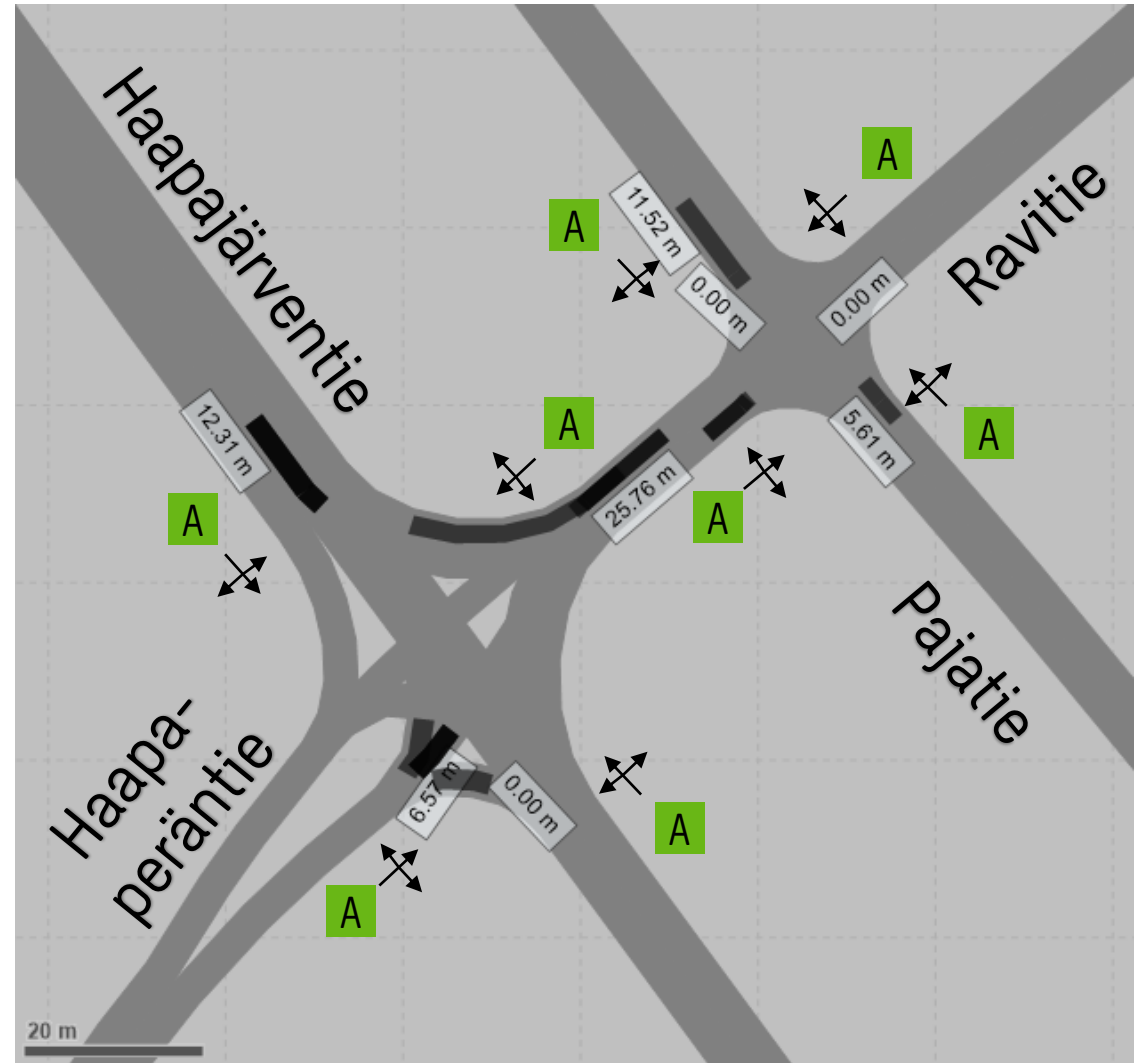 Haapajärventie
A
A
Ravitie
11.52 m
0.00 m
0.00 m
12.31 m
A
5.61 m
A
25.76 m
A
A
Pajatie
Haapa-
peräntie
6.57 m
0.00 m
A
A
20 m